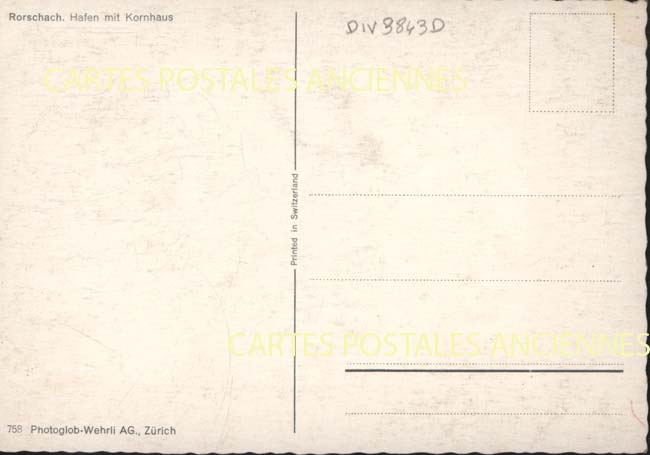 Rorschach. Hafen mit Kornhaus
DIV3843D
CARTES POSTALES ANCIENNES
Printed in Switzerland
CARTES POSTALES ANCIENNES
758 Photoglob-Wehrli AG., Zürich